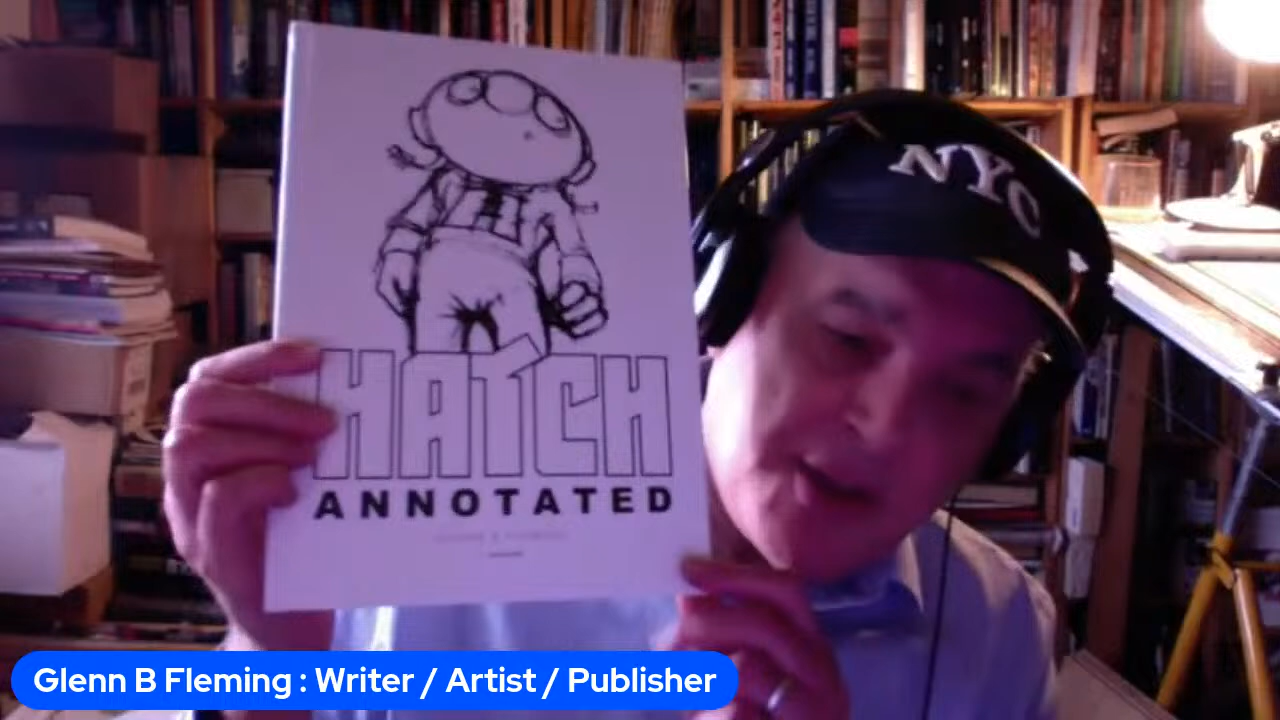 NYC
HATCH
ANNOTATED
Glenn B Fleming : Writer / Artist / Publisher